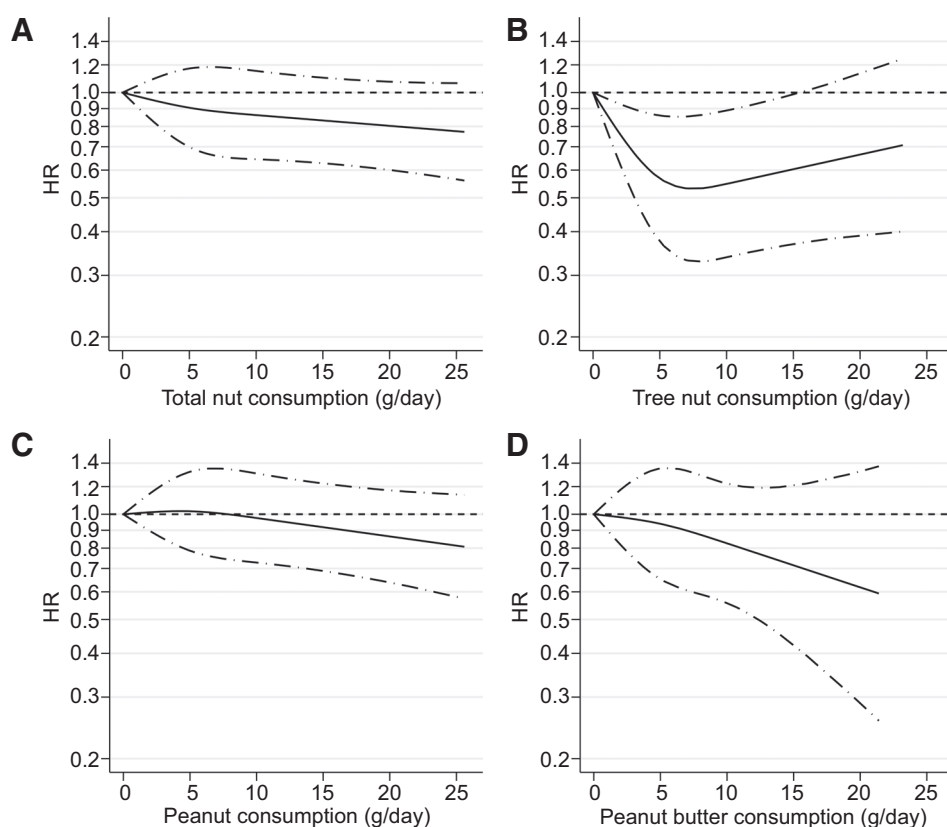 A
HR
1.4
1.2
1.0
0.9
0.8
0.7
0.6
0.5
0.4
0.3
0.2
0 5 10 15 20 25
Total nut consumption (g/day)
B
HR
1.4
1.2
1.0
0.9
0.8
0.7
0.6
0.5
0.4
0.3
0.2
0 5 10 15 20 25
Tree nut consumption (g/day)
C
HR
1.4
1.2
1.0
0.9
0.8
0.7
0.6
0.5
0.4
0.3
0.2
0 5 10 15 20 25
Peanut consumption (g/day)
D
HR
1.4
1.2
1.0
0.9
0.8
0.7
0.6
0.5
0.4
0.3
0.2
0 5 10 15 20 25
Peanut butter consumption (g/day)